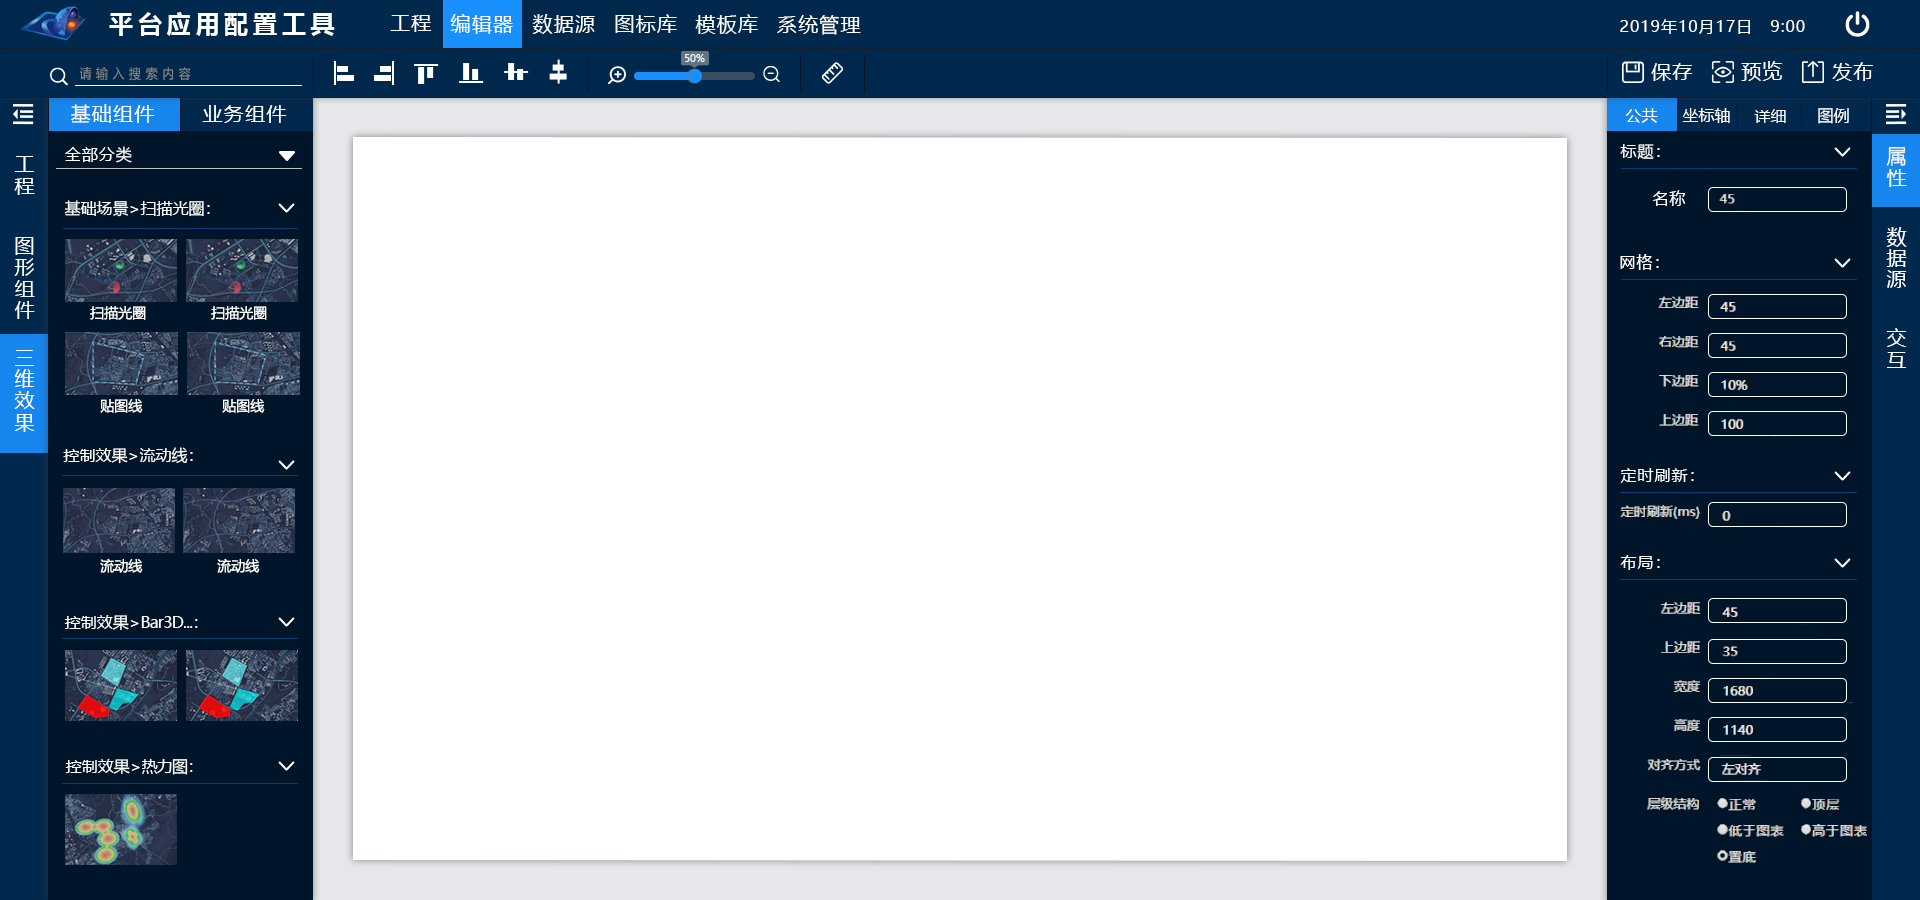 平台应用配置工具
工程 编辑器 数据源 图标库 模板库 系统管理
2019年10月17日 9:00
请输入搜索内容
50%
保存 预览 发布
基础组件 业务组件
工程
图形组件
三维效果
全部分类
基础场景>扫描光圈：
扫描光圈 扫描光圈
贴图线 贴图线
控制效果>流动线：
流动线 流动线
控制效果>Bar3D...：
控制效果>热力图：
公共 坐标轴 详细 图例
标题：
名称 45
网格：
左边距 45
右边距 45
下边距 10%
上边距 100
定时刷新：
定时刷新(ms) 0
布局：
左边距 45
上边距 35
宽度 1680
高度 1140
对齐方式 左对齐
层级结构 正常 顶层
低于图表 高于图表
置底
属性
数据源
交互